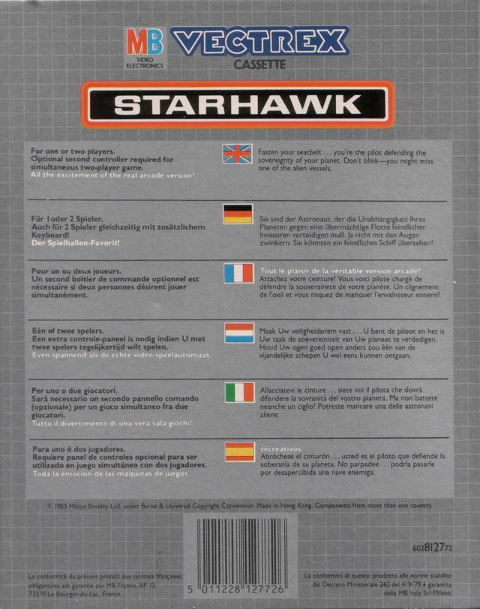 MB
VIDEO
ELECTRONICS
VECTREX
CASSETTE
STARHAWK
For one or two players.
Optional second controller required for
simultaneous two-player game.
All the excitement of the real arcade version!
Fasten your seatbelt . . . you're the pilot defending the
sovereignty of your planet. Don't blink—you might miss
one of the alien vessels.
Für 1 oder 2 Spieler.
Auch für 2 Spieler gleichzeitig mit zusätzlichem
Keyboard!
Der Spielhallen-Favorit!
Sie sind der Astronaut, der die Unabhängigkeit Ihres
Planeten gegen eine übermächtige Flotte feindlicher
Invasoren verteidigen muß. Ja nicht mit den Augen
zwinkern: Sie könnten ein feindliches Schiff übersehen!
Pour un ou deux joueurs.
Un second boîtier de commande optionnel est
nécessaire si deux personnes désirent jouer
simultanément.
Tout le plaisir de la véritable version arcade!
Attachez votre ceinture! Vous voici pilote chargé de
défendre la souveraineté de votre planète. Un clignement
de l'oeil et vous risquez de manquer l'envahisseur ennemi!
Eén of twee spelers.
Een extra controle-paneel is nodig indien U met
twee spelers tegelijkertijd wilt spelen.
Even spannend als de echte video-speelautomaat.
Maak Uw veiligheidsriem vast . . . U bent de piloot en het is
Uw taak de soevereiniteit van Uw planeet te verdedigen.
Houd Uw ogen goed open anders zou één van de
vijandelijke schepen U wel eens kunnen ontgaan.
Per uno o due giocatori.
Sarà necessario un secondo pannello comando
(opzionale) per un gioco simultaneo fra due
giocatori.
Tutto il divertimento di una vera sala giochi!
Allacciatevi le cinture . . . siete voi il pilota che dovrà
difendere la sovranità del vostro pianeta. Ma non battete
neanche un ciglio! Potreste mancare una delle astronavi
aliene.
Para uno ó dos jugadores.
Requiere panel de controles optional para ser
utilizado en juego simultáneo con dos jugadores.
Toda la emoción de las maquinas de juegos
recreativos.
Abróchese el cinturón . . . usted es el piloto que defiende la
soberanía de su planeta. No parpadee . . . podría pasarle
por desapercibida una nave enemiga.
© 1983 Milton Bradley Ltd. under Berne & Universal Copyright Convention. Made in Hong Kong. Components from more than one country.
602812772
La conformité du présent produit aux normes françaises
obligatoires est garantie par MB France, BP 12,
73370 Le Bourget-du-Lac, France.
5 011228 127726
La conformità di questo prodotto alle norme stabilite
dal Decreto Ministeriale 242 del 4/9/79 è garantita
dalla MB Italy Srl-Milano.